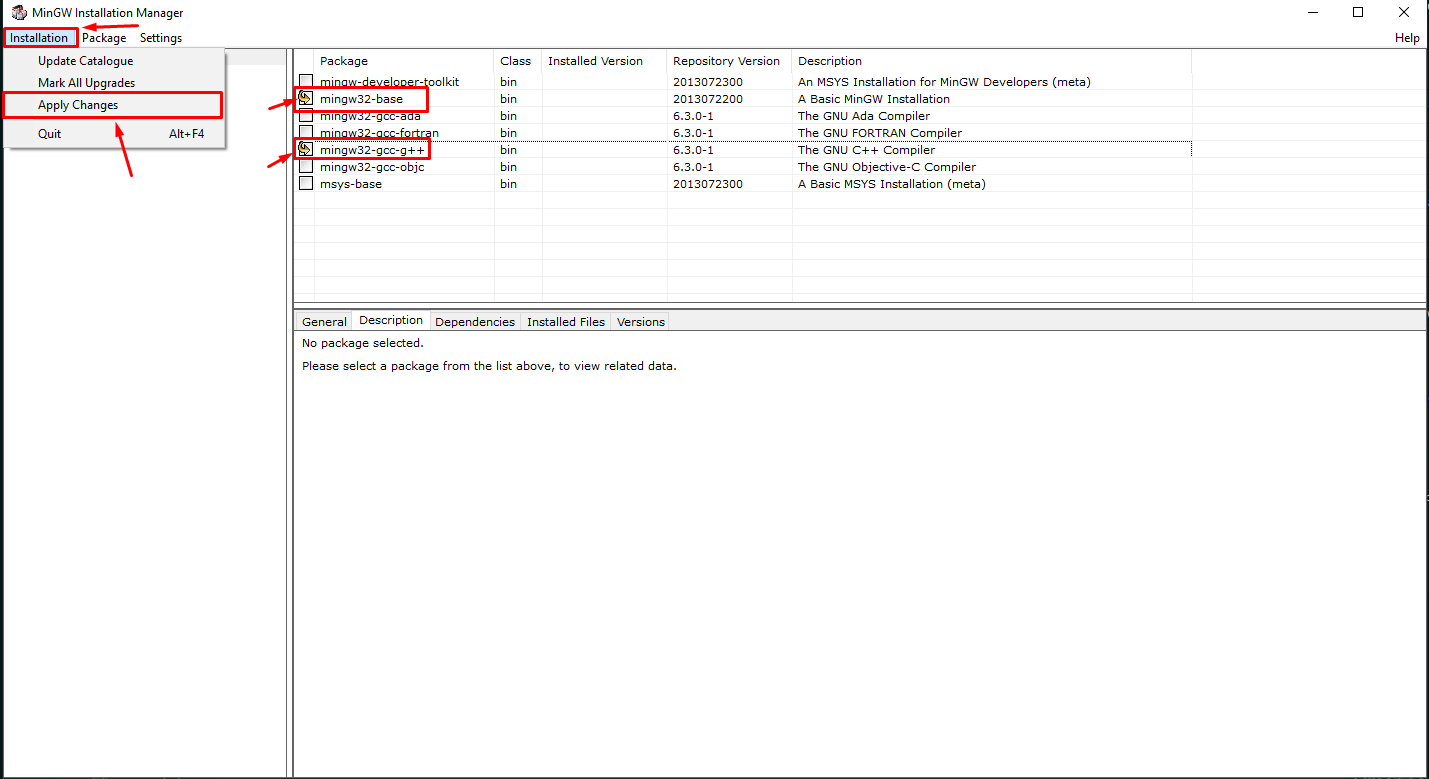 MinGW Installation Manager
Installation Package Settings Help
Update Catalogue
Mark All Upgrades
Apply Changes
Quit Alt+F4
Package Class Installed Version Repository Version Description
mingw-developer-toolkit bin 2013072300 An MSYS Installation for MinGW Developers (meta)
mingw32-base bin 2013072200 A Basic MinGW Installation
mingw32-gcc-ada bin 6.3.0-1 The GNU Ada Compiler
mingw32-gcc-fortran bin 6.3.0-1 The GNU FORTRAN Compiler
mingw32-gcc-g++ bin 6.3.0-1 The GNU C++ Compiler
mingw32-gcc-objc bin 6.3.0-1 The GNU Objective-C Compiler
msys-base bin 2013072300 A Basic MSYS Installation (meta)
General Description Dependencies Installed Files Versions
No package selected.
Please select a package from the list above, to view related data.